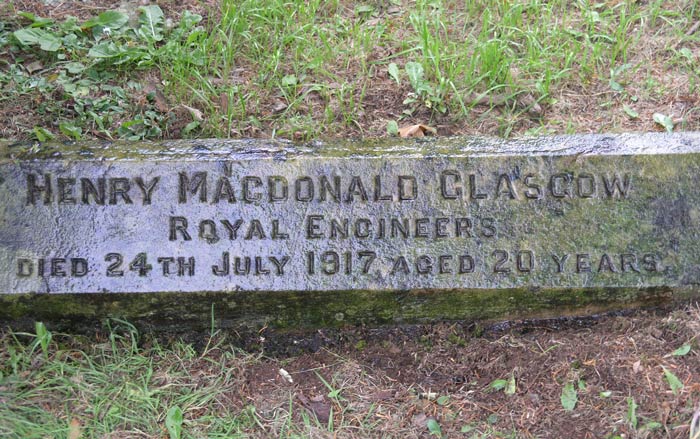 HENRY MACDONALD GLASGOW
ROYAL ENGINEERS
DIED 24TH JULY 1917 AGED 20 YEARS.